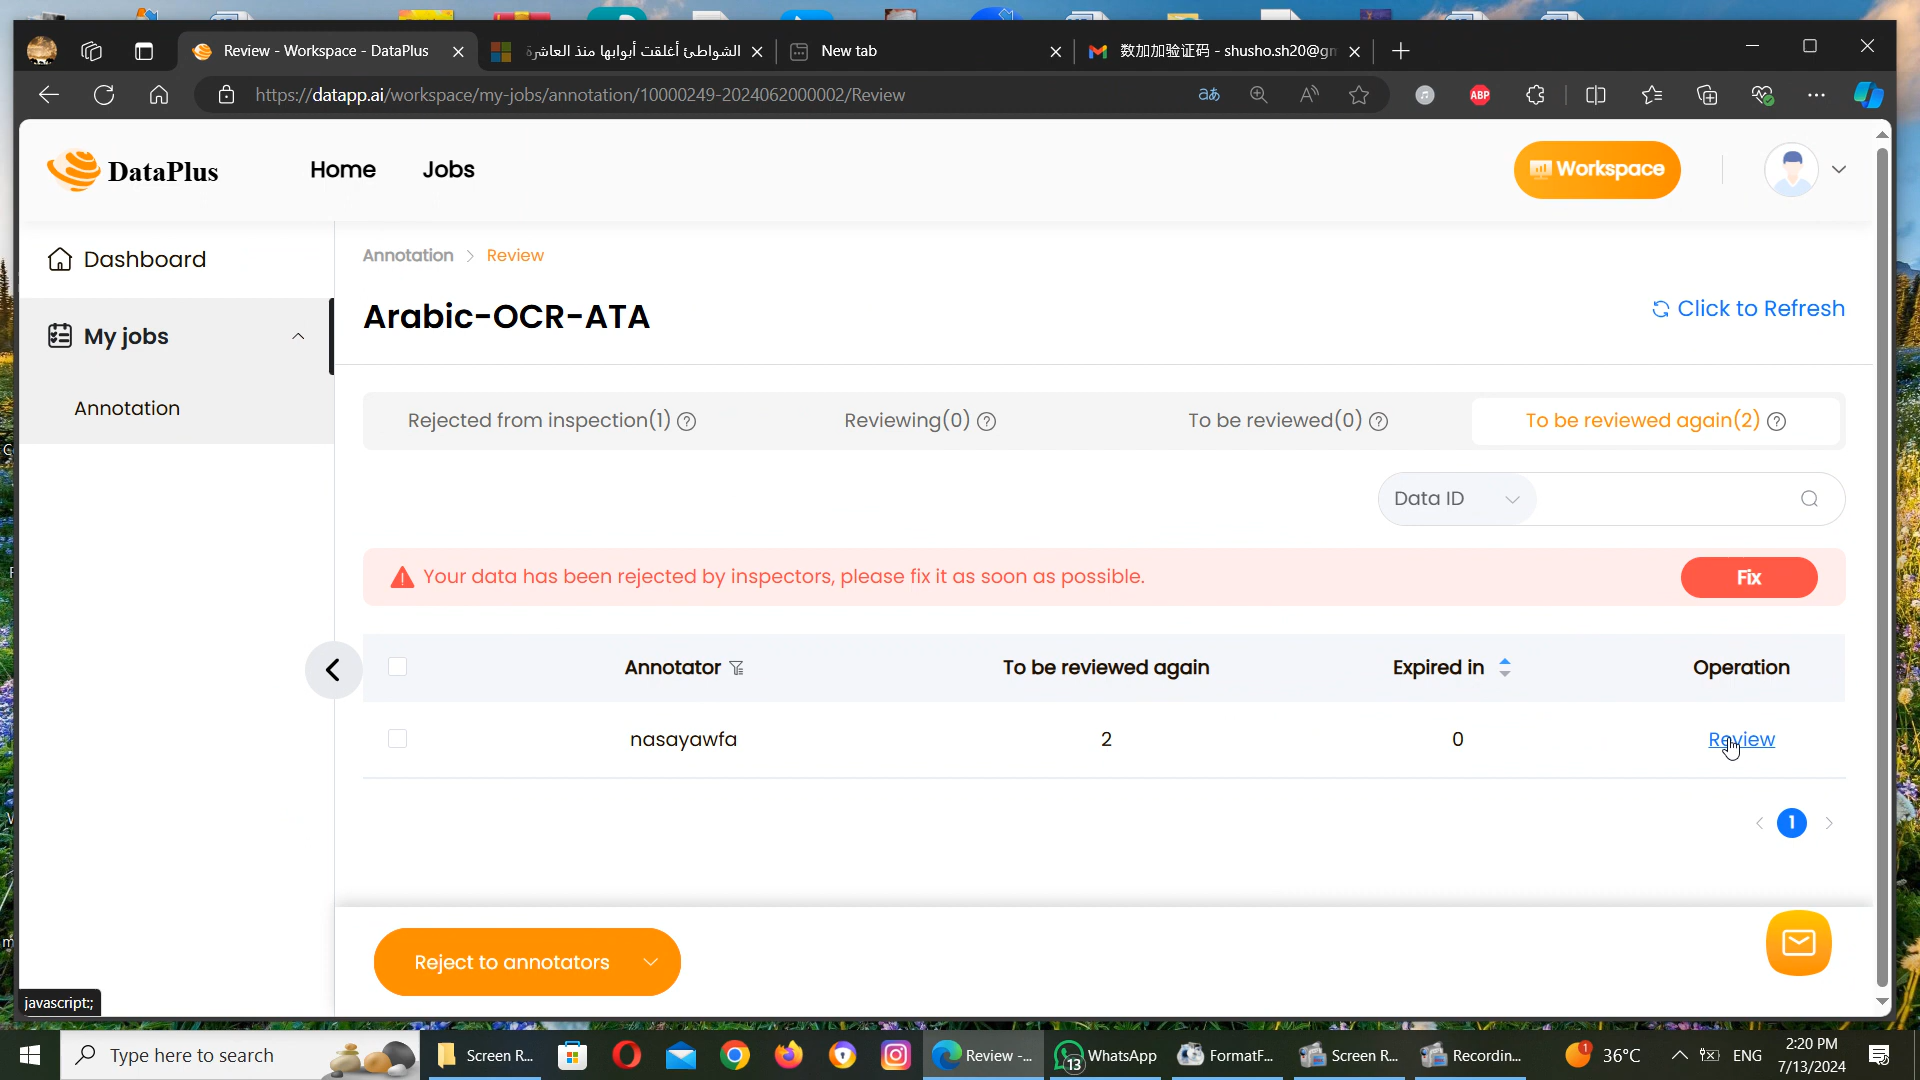 Review - Workspace - DataPlus
الشواطئ أغلقت أبوابها منذ العاشرة
New tab
数加加验证码 - shusho.sh20@gm
https://datapp.ai/workspace/my-jobs/annotation/10000249-2024062000002/Review
aあ
ABP
DataPlus
Home
Jobs
Workspace
Dashboard
My jobs
Annotation
Annotation > Review
Arabic-OCR-ATA
Click to Refresh
Rejected from inspection(1)
Reviewing(0)
To be reviewed(0)
To be reviewed again(2)
Data ID
Your data has been rejected by inspectors, please fix it as soon as possible.
Fix
Annotator
To be reviewed again
Expired in
Operation
nasayawfa
2
0
Review
1
Reject to annotators
javascript:;
Type here to search
Screen R...
Review -...
13
WhatsApp
FormatF...
Screen R...
Recordin...
1
36°C
ENG
2:20 PM
7/13/2024